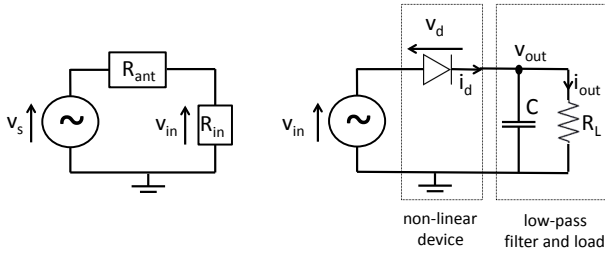 R_ant
v_s
v_in
R_in
v_d
i_d
v_in
v_out
i_out
C
R_L
non-linear
device
low-pass
filter and load